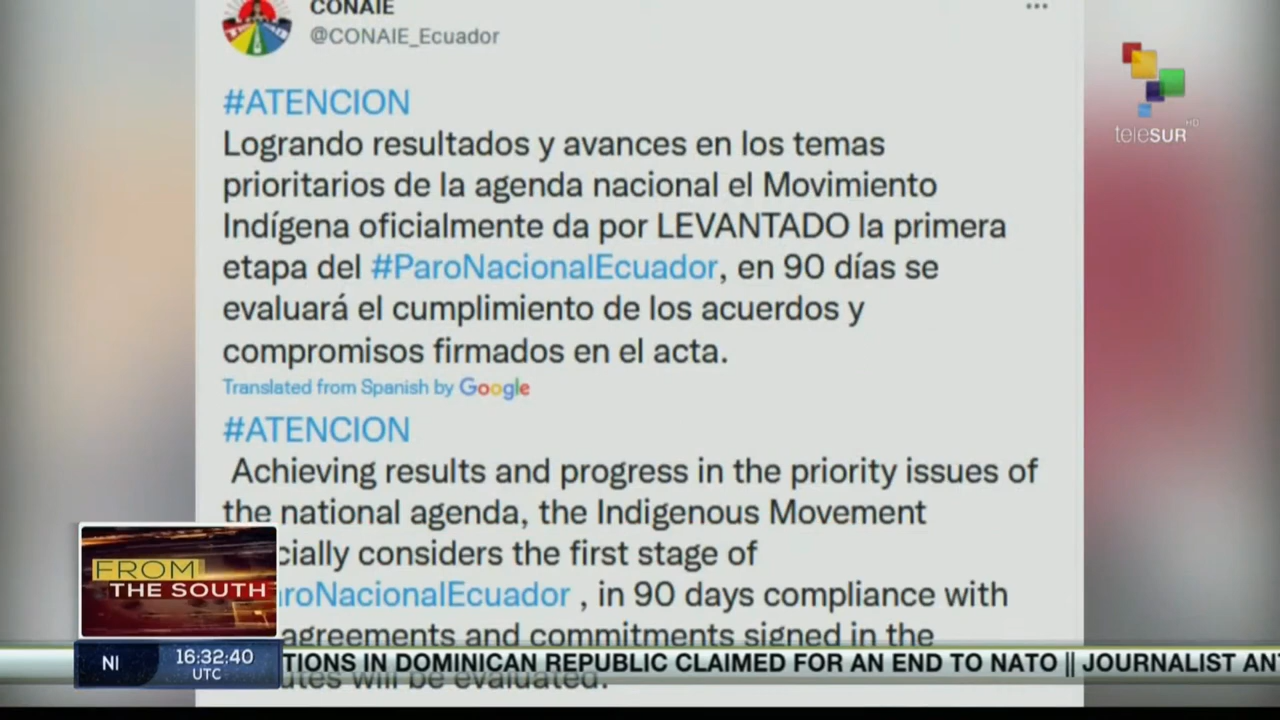 CONAIE
@CONAIE_Ecuador
#ATENCION
Logrando resultados y avances en los temas
prioritarios de la agenda nacional el Movimiento
Indígena oficialmente da por LEVANTADO la primera
etapa del #ParoNacionalEcuador, en 90 días se
evaluará el cumplimiento de los acuerdos y
compromisos firmados en el acta.
Translated from Spanish by Google
#ATENCION
Achieving results and progress in the priority issues of
the national agenda, the Indigenous Movement
considers the first stage of
, in 90 days compliance with
agreements and commitments signed in the
will be evaluated.
teleSUR HD
FROM
THE SOUTH
NI
16:32:40
UTC
IN DOMINICAN REPUBLIC CLAIMED FOR AN END TO NATO || JOURNALIST